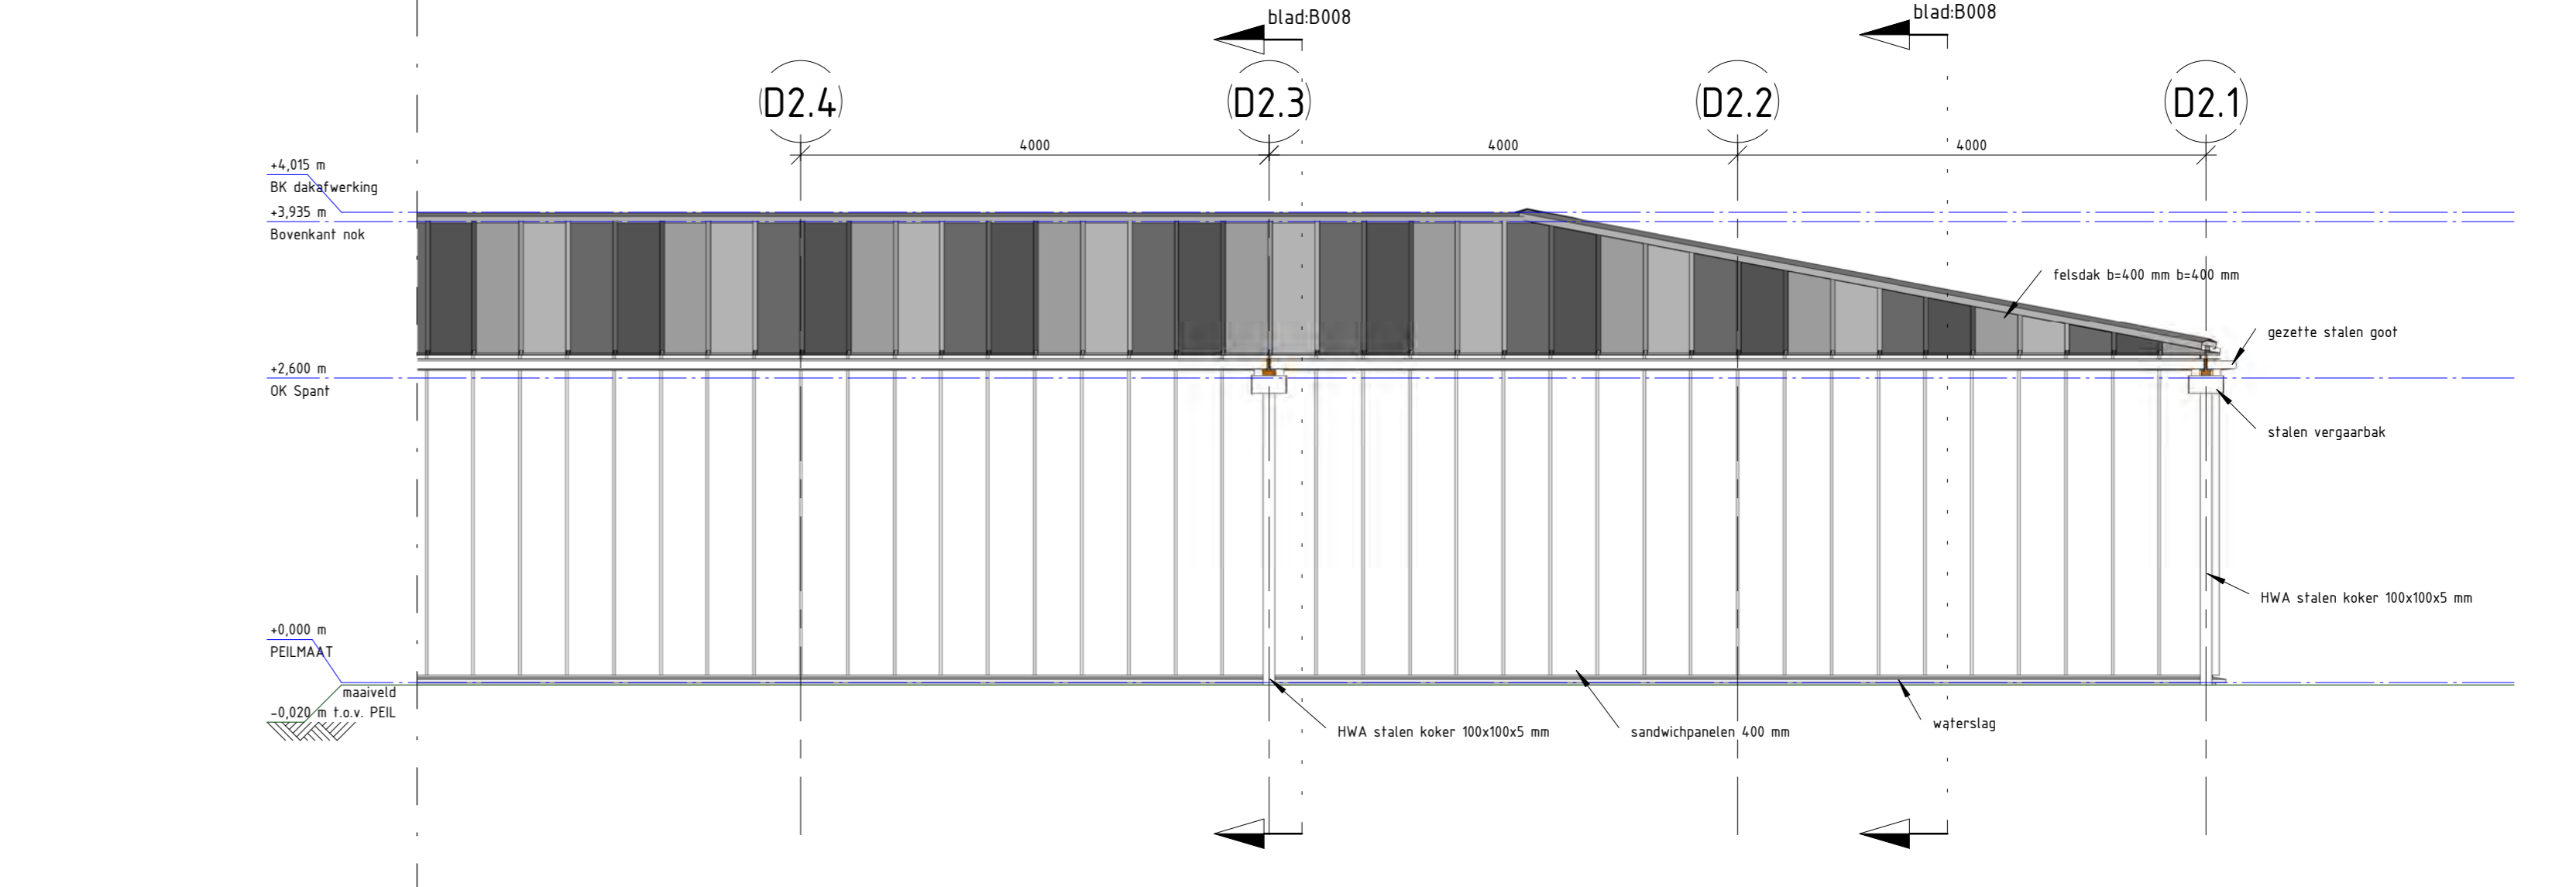 blad:B008
blad:B008
D2.4
D2.3
D2.2
D2.1
4000
4000
4000
+4,015 m
BK dakafwerking
+3,935 m
Bovenkant nok
felsdak b=400 mm b=400 mm
gezette stalen goot
+2,600 m
OK Spant
stalen vergaarbak
HWA stalen koker 100x100x5 mm
+0,000 m
PEILMAAT
maaiveld
-0,020 m t.o.v. PEIL
HWA stalen koker 100x100x5 mm
sandwichpanelen 400 mm
waterslag